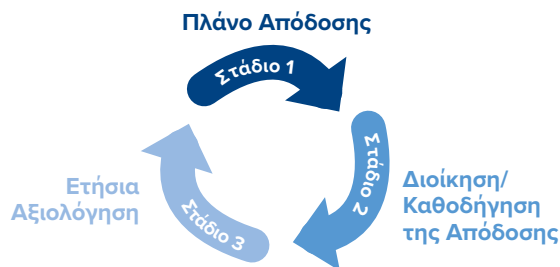 Πλάνο Απόδοσης
Στάδιο 1
Στάδιο 2
Διοίκηση/
Καθοδήγηση
της Απόδοσης
Στάδιο 3
Ετήσια
Αξιολόγηση